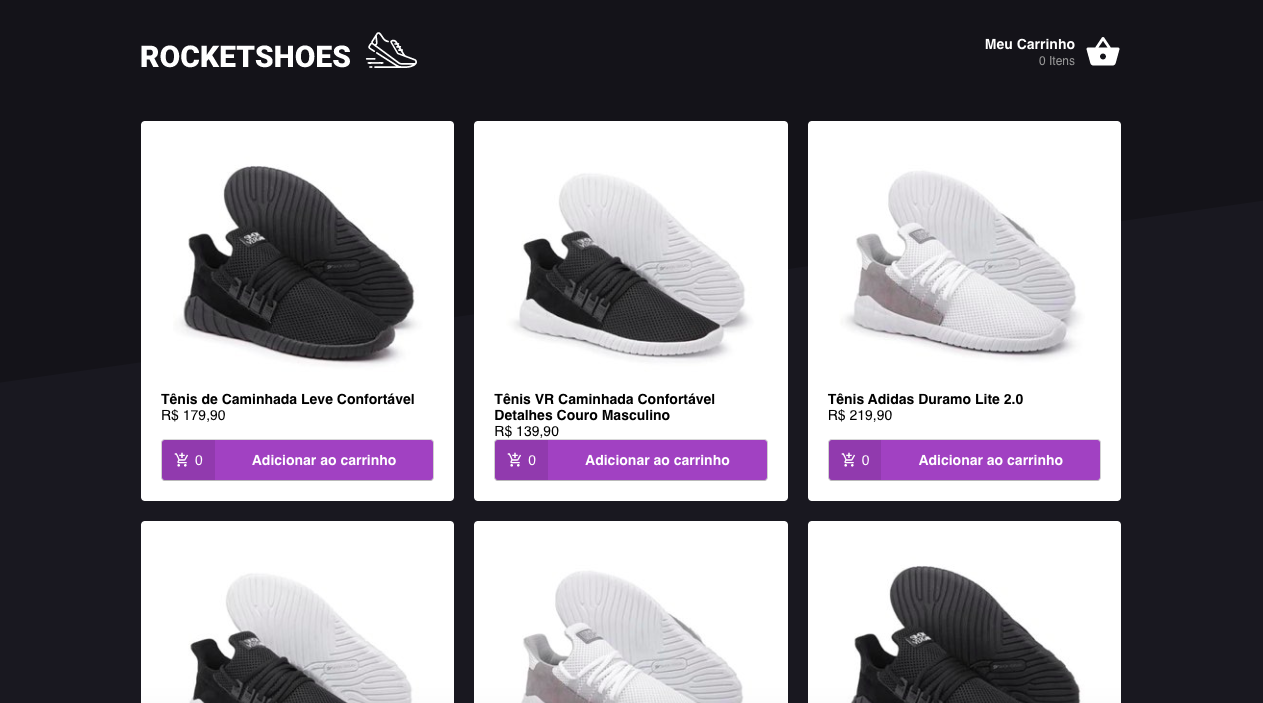 ROCKETSHOES
Meu Carrinho
0 Itens
Tênis de Caminhada Leve Confortável
R$ 179,90
0 Adicionar ao carrinho
Tênis VR Caminhada Confortável
Detalhes Couro Masculino
R$ 139,90
0 Adicionar ao carrinho
Tênis Adidas Duramo Lite 2.0
R$ 219,90
0 Adicionar ao carrinho